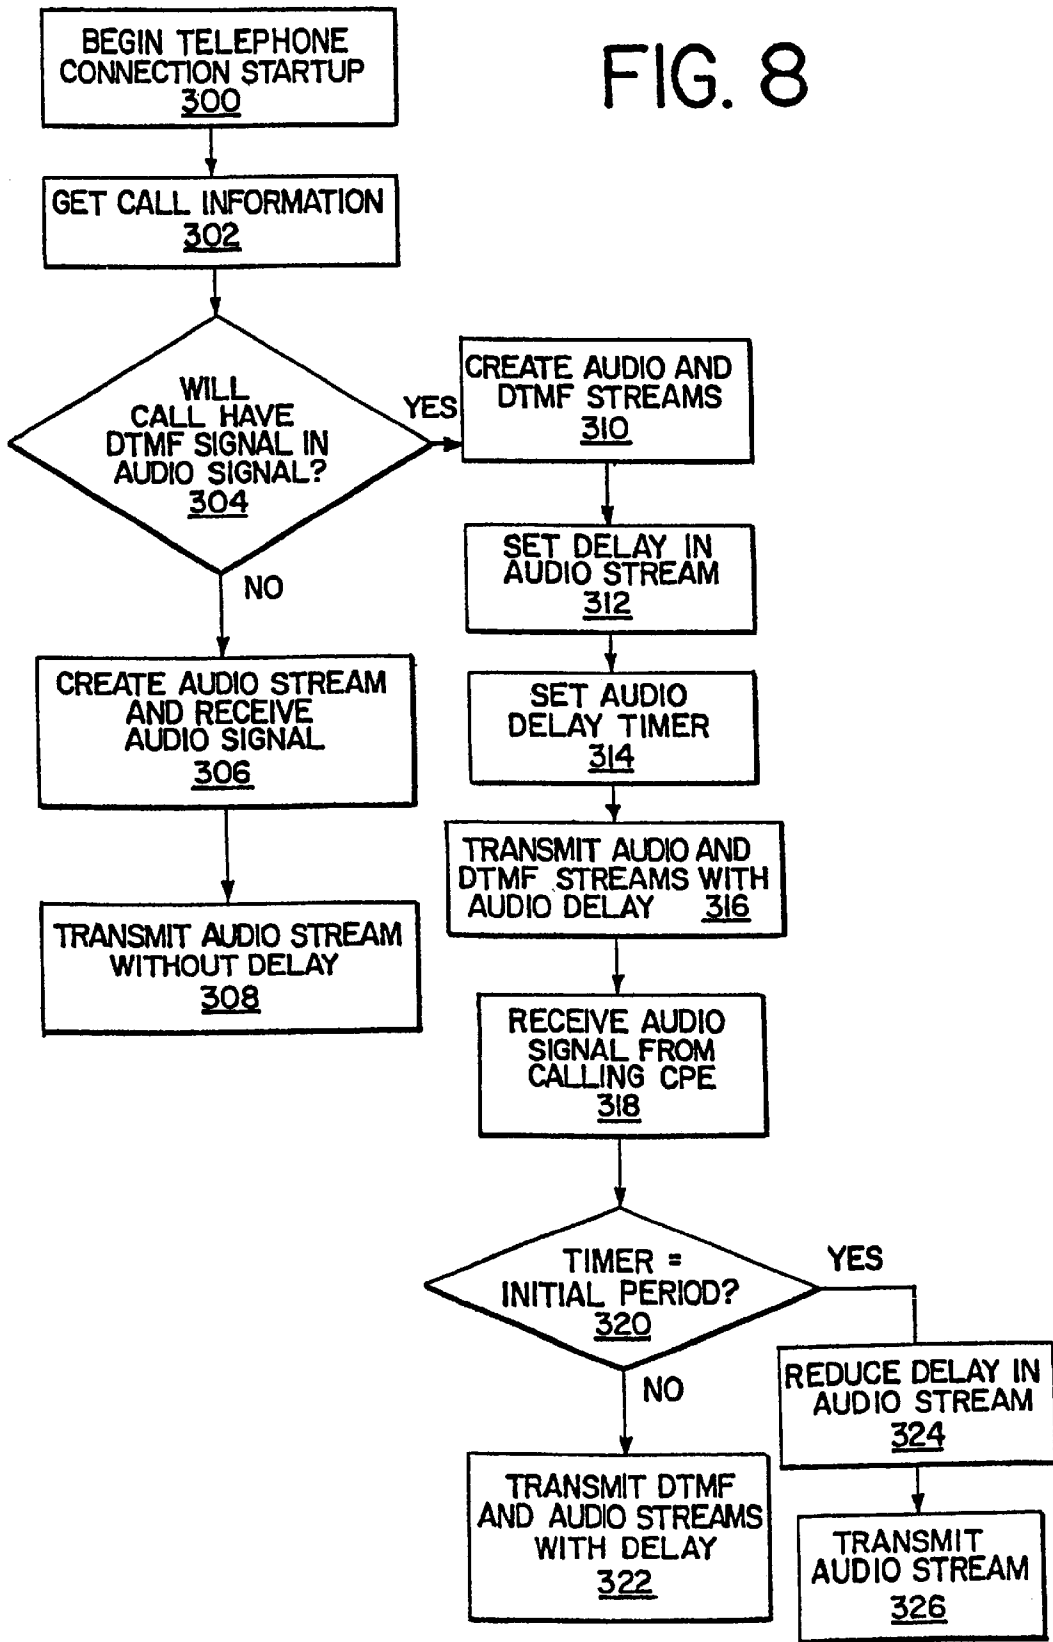 FIG. 8
BEGIN TELEPHONE
CONNECTION STARTUP
300
GET CALL INFORMATION
302
WILL
CALL HAVE
DTMF SIGNAL IN
AUDIO SIGNAL?
304
YES
NO
CREATE AUDIO STREAM
AND RECEIVE
AUDIO SIGNAL
306
TRANSMIT AUDIO STREAM
WITHOUT DELAY
308
CREATE AUDIO AND
DTMF STREAMS
310
SET DELAY IN
AUDIO STREAM
312
SET AUDIO
DELAY TIMER
314
TRANSMIT AUDIO AND
DTMF STREAMS WITH
AUDIO DELAY 316
RECEIVE AUDIO
SIGNAL FROM
CALLING CPE
318
TIMER =
INITIAL PERIOD?
320
YES
NO
TRANSMIT DTMF
AND AUDIO STREAMS
WITH DELAY
322
REDUCE DELAY IN
AUDIO STREAM
324
TRANSMIT
AUDIO STREAM
326